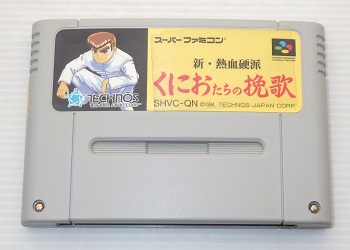 スーパーファミコン
新・熱血硬派
くにおたちの挽歌
TECHNOS
SHVC-QN ©1994 TECHNOS JAPAN CORP.